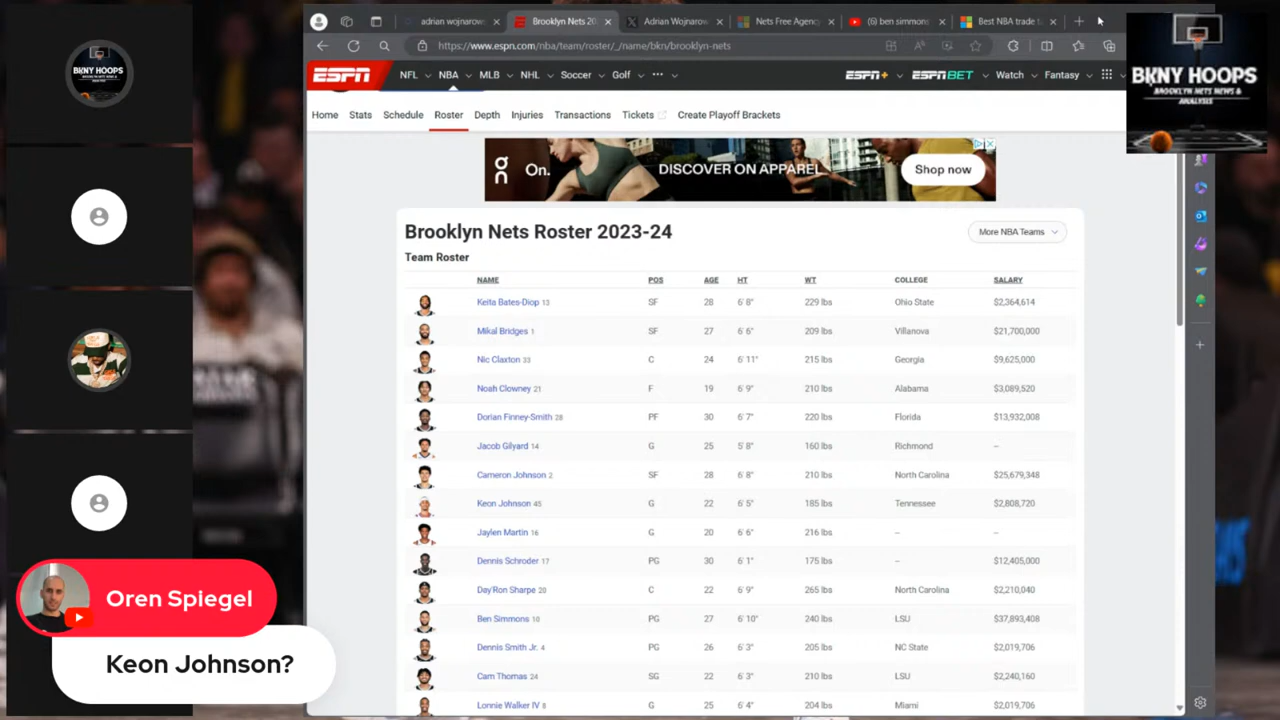 adrian wojnarows
Brooklyn Nets 20
Adrian Wojnarow
Nets Free Agency
(6) ben simmons
Best NBA trade t
https://www.espn.com/nba/team/roster/_/name/bkn/brooklyn-nets
BKNY HOOPS
BROOKLYN NETS NEWS &
ANALYSIS
ESPN NFL NBA MLB NHL Soccer Golf ESPN+ ESPN BET Watch Fantasy
Home Stats Schedule Roster Depth Injuries Transactions Tickets Create Playoff Brackets
On. DISCOVER ON APPAREL Shop now
Brooklyn Nets Roster 2023-24
More NBA Teams
Team Roster
NAME POS AGE HT WT COLLEGE SALARY
Keita Bates-Diop 13 SF 28 6' 8" 229 lbs Ohio State $2,364,614
Mikal Bridges 1 SF 27 6' 6" 209 lbs Villanova $21,700,000
Nic Claxton 33 C 24 6' 11" 215 lbs Georgia $9,625,000
Noah Clowney 21 F 19 6' 9" 210 lbs Alabama $3,089,520
Dorian Finney-Smith 28 PF 30 6' 7" 220 lbs Florida $13,932,008
Jacob Gilyard 14 G 25 5' 8" 160 lbs Richmond --
Cameron Johnson 2 SF 28 6' 8" 210 lbs North Carolina $25,679,348
Keon Johnson 45 G 22 6' 5" 185 lbs Tennessee $2,808,720
Jaylen Martin 16 G 20 6' 6" 216 lbs -- --
Dennis Schroder 17 PG 30 6' 1" 175 lbs -- $12,405,000
Day'Ron Sharpe 20 C 22 6' 9" 265 lbs North Carolina $2,210,040
Ben Simmons 10 PG 27 6' 10" 240 lbs LSU $37,893,408
Dennis Smith Jr. 4 PG 26 6' 3" 205 lbs NC State $2,019,706
Cam Thomas 24 SG 22 6' 3" 210 lbs LSU $2,240,160
Lonnie Walker IV 8 G 25 6' 4" 204 lbs Miami $2,019,706
Oren Spiegel
Keon Johnson?